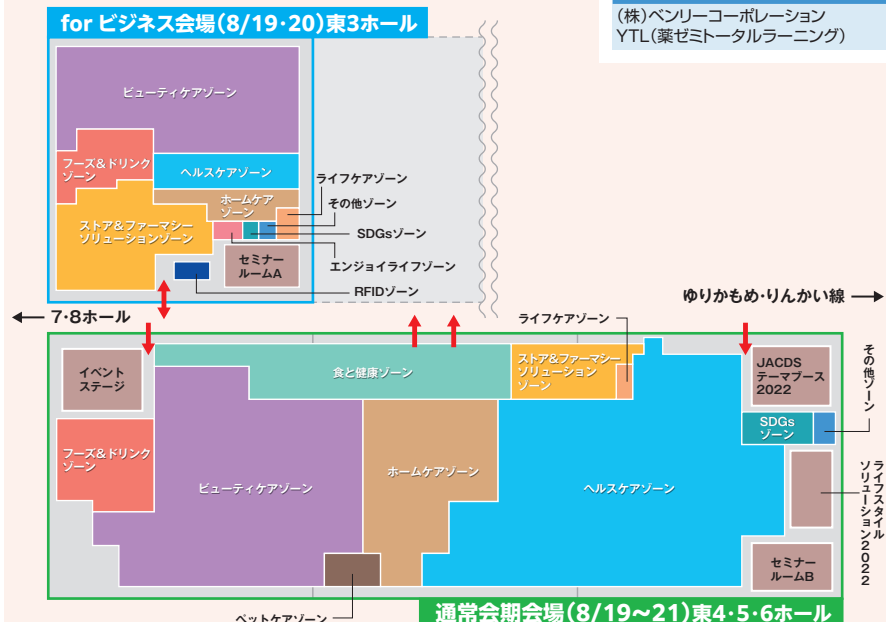 (株)ベンリーコーポレーション
YTL(薬ゼミトータルラーニング)
for ビジネス会場(8/19・20)東3ホール
ビューティケアゾーン
フーズ&ドリンク
ゾーン
ヘルスケアゾーン
ライフケアゾーン
ホームケア
ゾーン
その他ゾーン
ストア&ファーマシー
ソリューションゾーン
SDGsゾーン
セミナー
ルームA
エンジョイライフゾーン
RFIDゾーン
ゆりかもめ・りんかい線
7・8ホール
ライフケアゾーン
イベント
ステージ
食と健康ゾーン
ストア&ファーマシー
ソリューション
ゾーン
JACDS
テーマブース
2022
その他ゾーン
SDGs
ゾーン
フーズ&ドリンク
ゾーン
ビューティケアゾーン
ホームケアゾーン
ヘルスケアゾーン
ライフスタイル
ソリューション2022
セミナー
ルームB
ペットケアゾーン
通常会期会場(8/19〜21)東4・5・6ホール